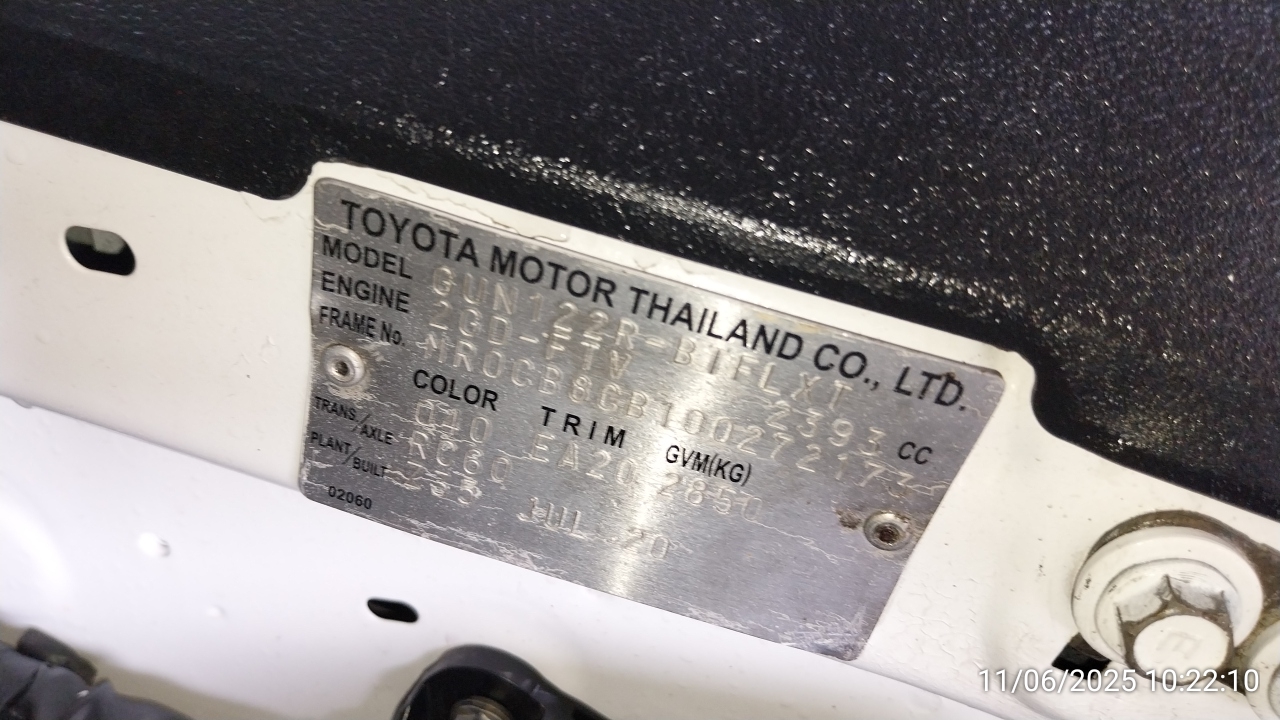 TOYOTA MOTOR THAILAND CO., LTD.
MODEL GUN122R-BTFLXT
ENGINE 2GD-FTV 2393 CC
FRAME No. MR0CB8CB100272173
COLOR TRIM GVM(KG)
040 EA20 2850
TRANS/AXLE RC60
PLANT/BUILT JUL 20
02060
11/06/2025 10:22:10